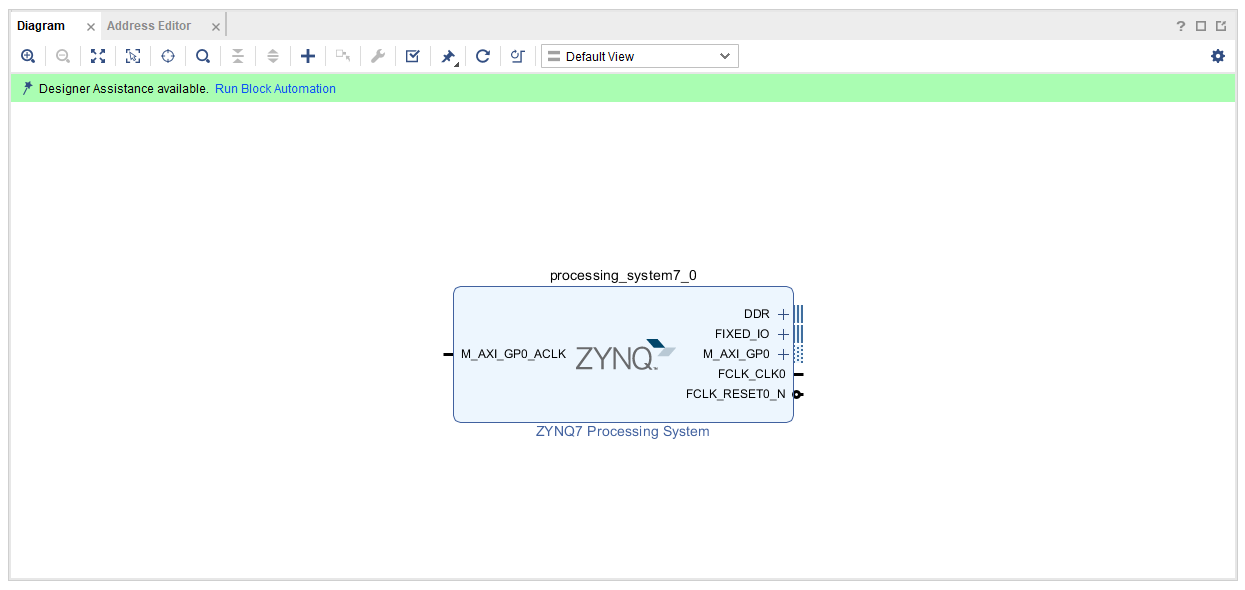 Diagram
Address Editor
?
Default View
Designer Assistance available. Run Block Automation
processing_system7_0
DDR
FIXED_IO
M_AXI_GP0_ACLK
ZYNQ™
M_AXI_GP0
FCLK_CLK0
FCLK_RESET0_N
ZYNQ7 Processing System